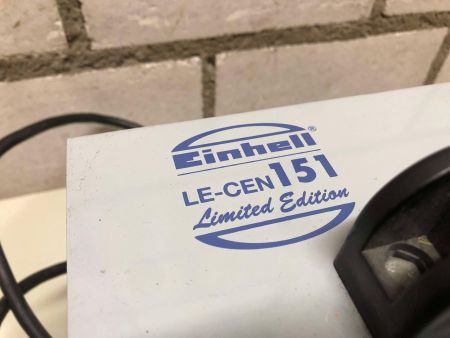 Einhell®
LE-CEN 151
Limited Edition